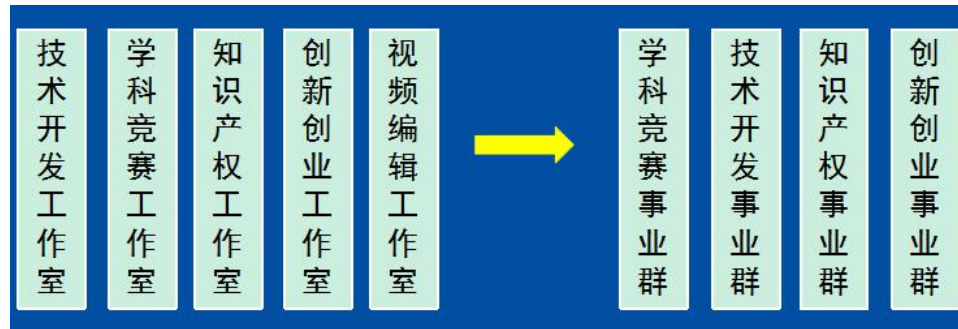 技术开发工作室
学科竞赛工作室
知识产权工作室
创新创业工作室
视频编辑工作室
学科竞赛事业群
技术开发事业群
知识产权事业群
创新创业事业群